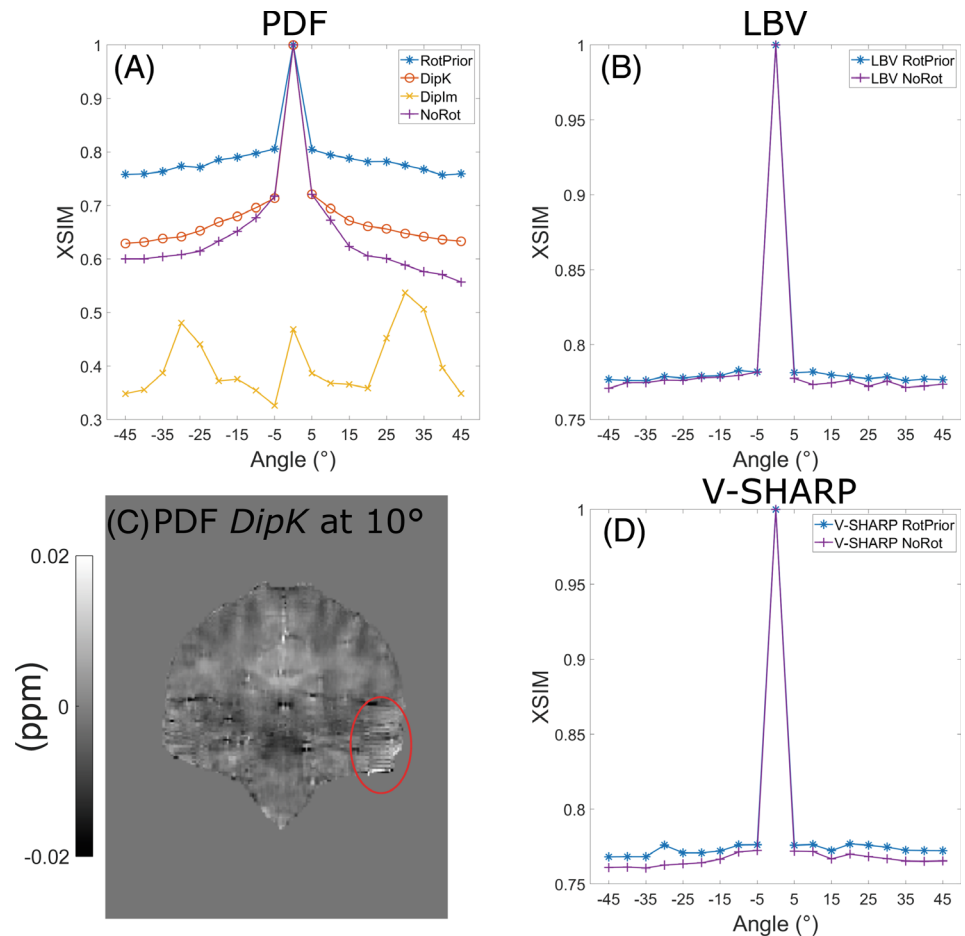 PDF
(A)
RotPrior
DipK
DipIm
NoRot
1
0.9
0.8
0.7
0.6
0.5
0.4
0.3
XSIM
-45 -35 -25 -15 -5 5 15 25 35 45
Angle (°)
LBV
(B)
LBV RotPrior
LBV NoRot
1
0.95
0.9
0.85
0.8
0.75
XSIM
-45 -35 -25 -15 -5 5 15 25 35 45
Angle (°)
(C) PDF DipK at 10°
0.02
0
-0.02
(ppm)
V-SHARP
(D)
V-SHARP RotPrior
V-SHARP NoRot
1
0.95
0.9
0.85
0.8
0.75
XSIM
-45 -35 -25 -15 -5 5 15 25 35 45
Angle (°)